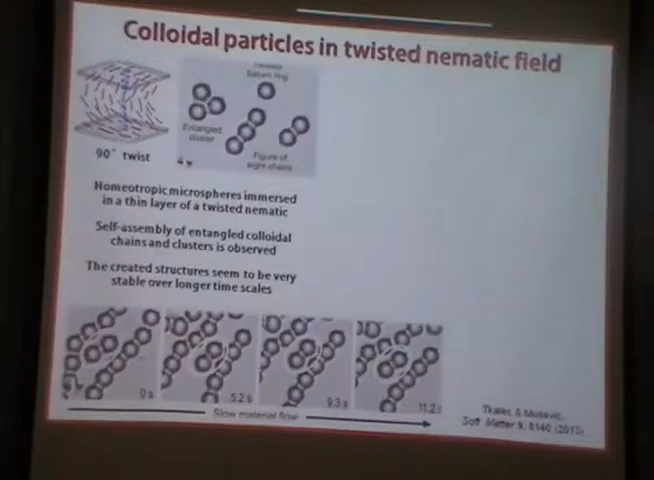 Colloidal particles in twisted nematic field
Saturn ring
Entangled
cluster
Figure of
eight chains
90° twist
Homeotropic microspheres immersed
in a thin layer of a twisted nematic
Self-assembly of entangled colloidal
chains and clusters is observed
The created structures seem to be very
stable over longer time scales
0 s
5.2 s
9.3 s
11.2 s
Slow material flow
Tkalec & Muševič,
Soft Matter 9, 8140 (2013)